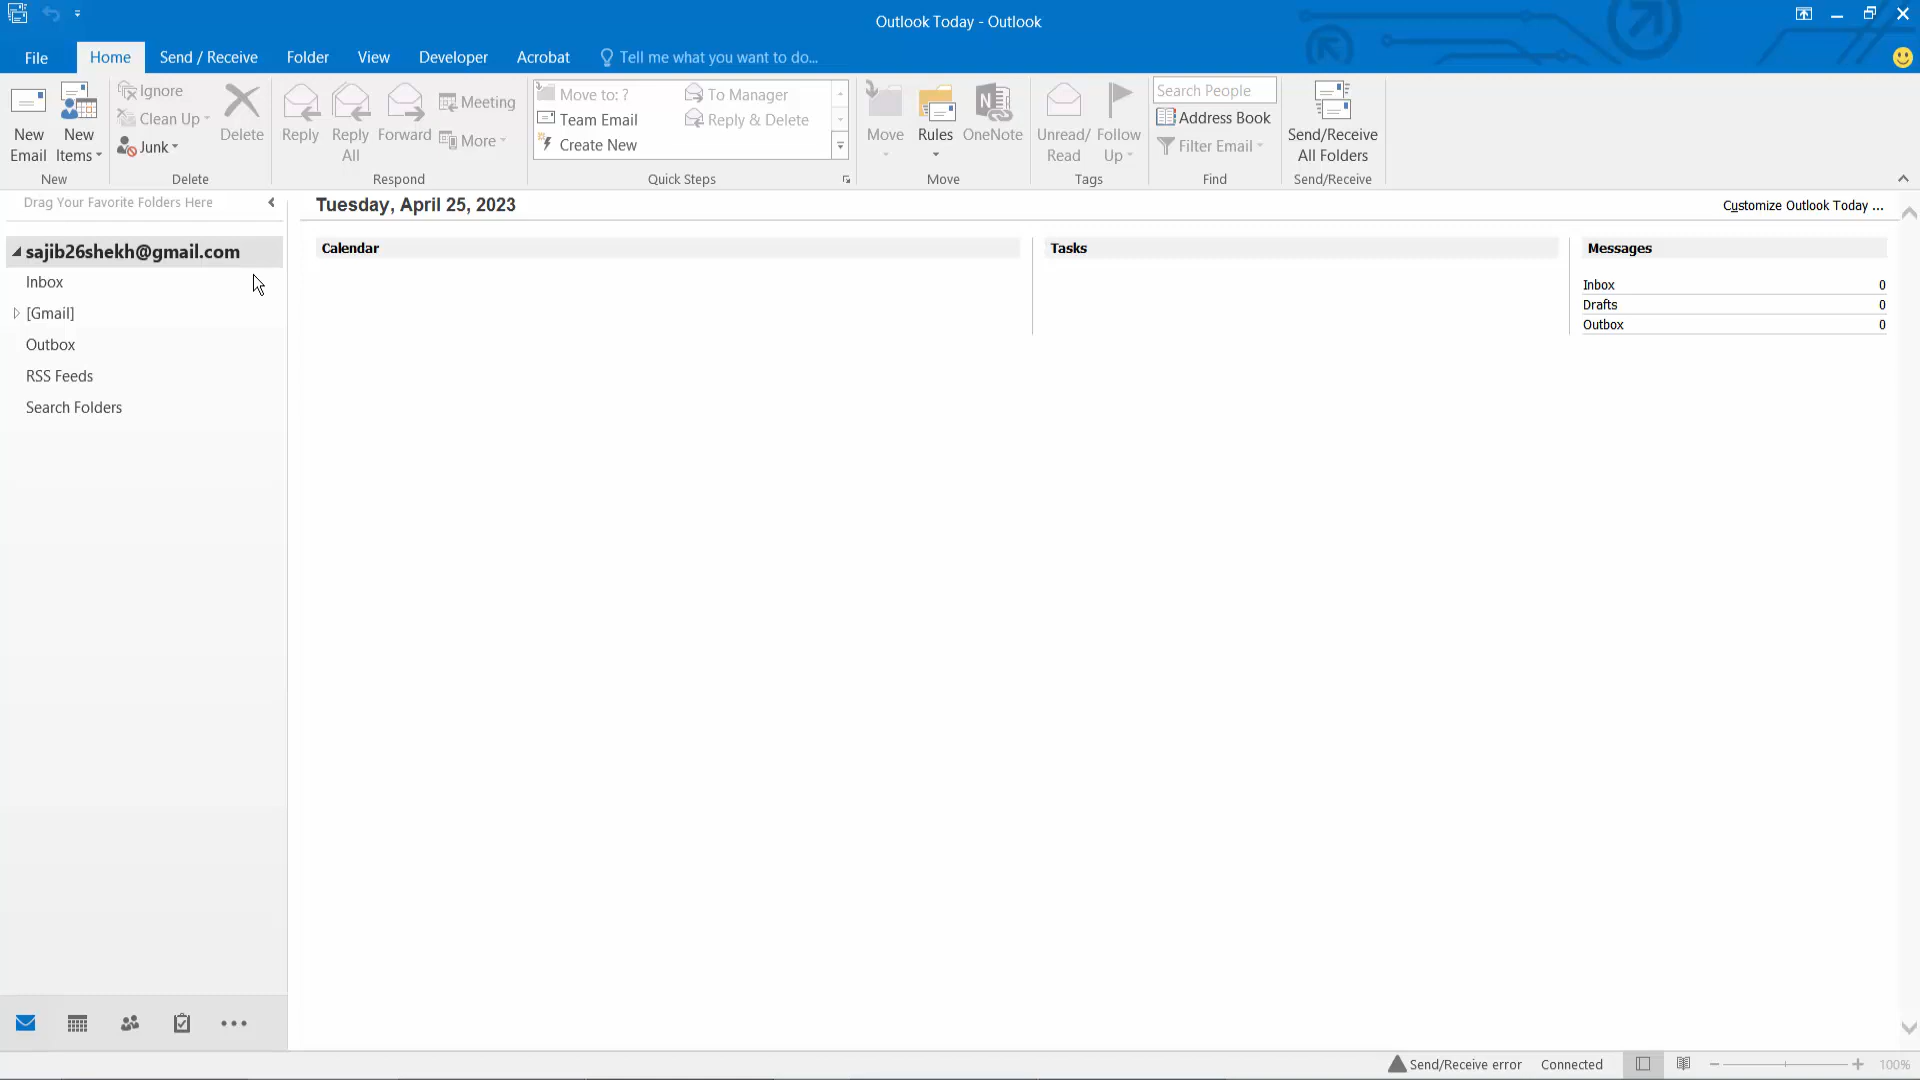 Outlook Today - Outlook
File Home Send / Receive Folder View Developer Acrobat Tell me what you want to do...
New Email
New Items
New
Ignore
Clean Up
Junk
Delete
Delete
Reply
Reply All
Forward
Meeting
More
Respond
Move to: ?
Team Email
Create New
To Manager
Reply & Delete
Quick Steps
Move
Rules
OneNote
Move
Unread/ Read
Follow Up
Tags
Search People
Address Book
Filter Email
Find
Send/Receive All Folders
Send/Receive
Drag Your Favorite Folders Here
sajib26shekh@gmail.com
Inbox
[Gmail]
Outbox
RSS Feeds
Search Folders
Tuesday, April 25, 2023
Customize Outlook Today ...
Calendar
Tasks
Messages
Inbox 0
Drafts 0
Outbox 0
Send/Receive error Connected 100%